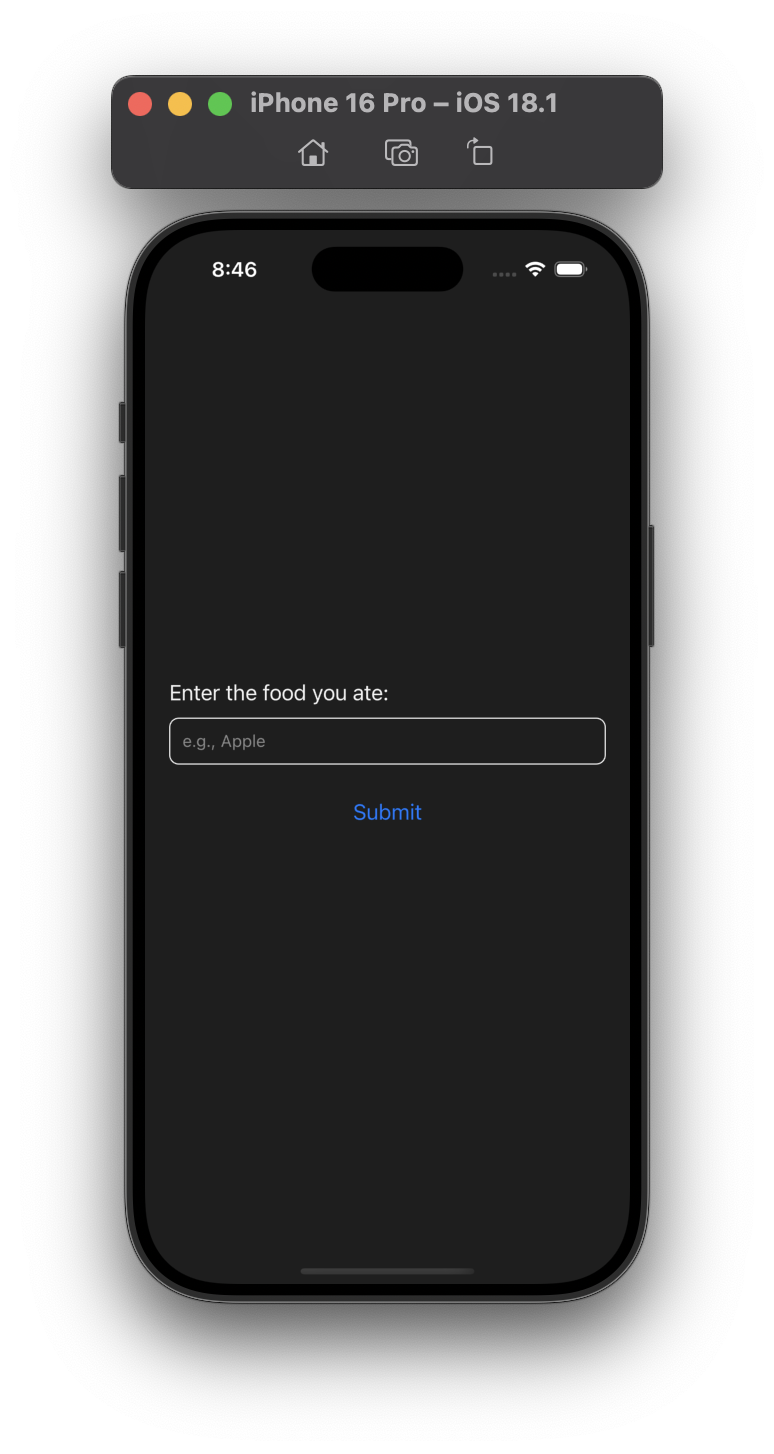 iPhone 16 Pro – iOS 18.1
8:46
Enter the food you ate:
e.g., Apple
Submit